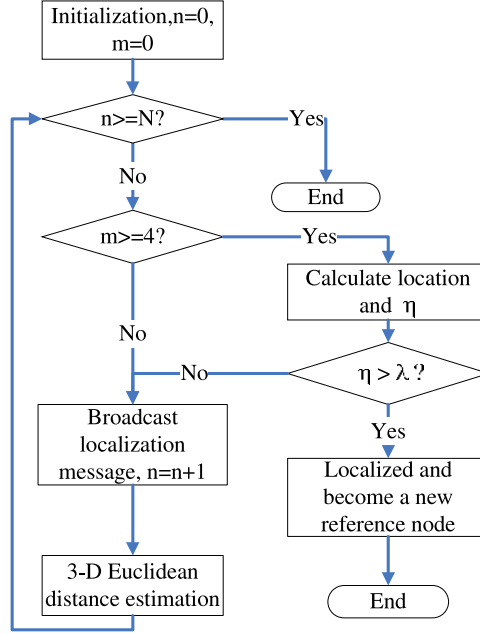 Initialization,n=0,
m=0
n>=N?
Yes
No
End
m>=4?
Yes
Calculate location
and η
No
No
η > λ ?
Yes
Broadcast
localization
message, n=n+1
Localized and
become a new
reference node
3-D Euclidean
distance estimation
End